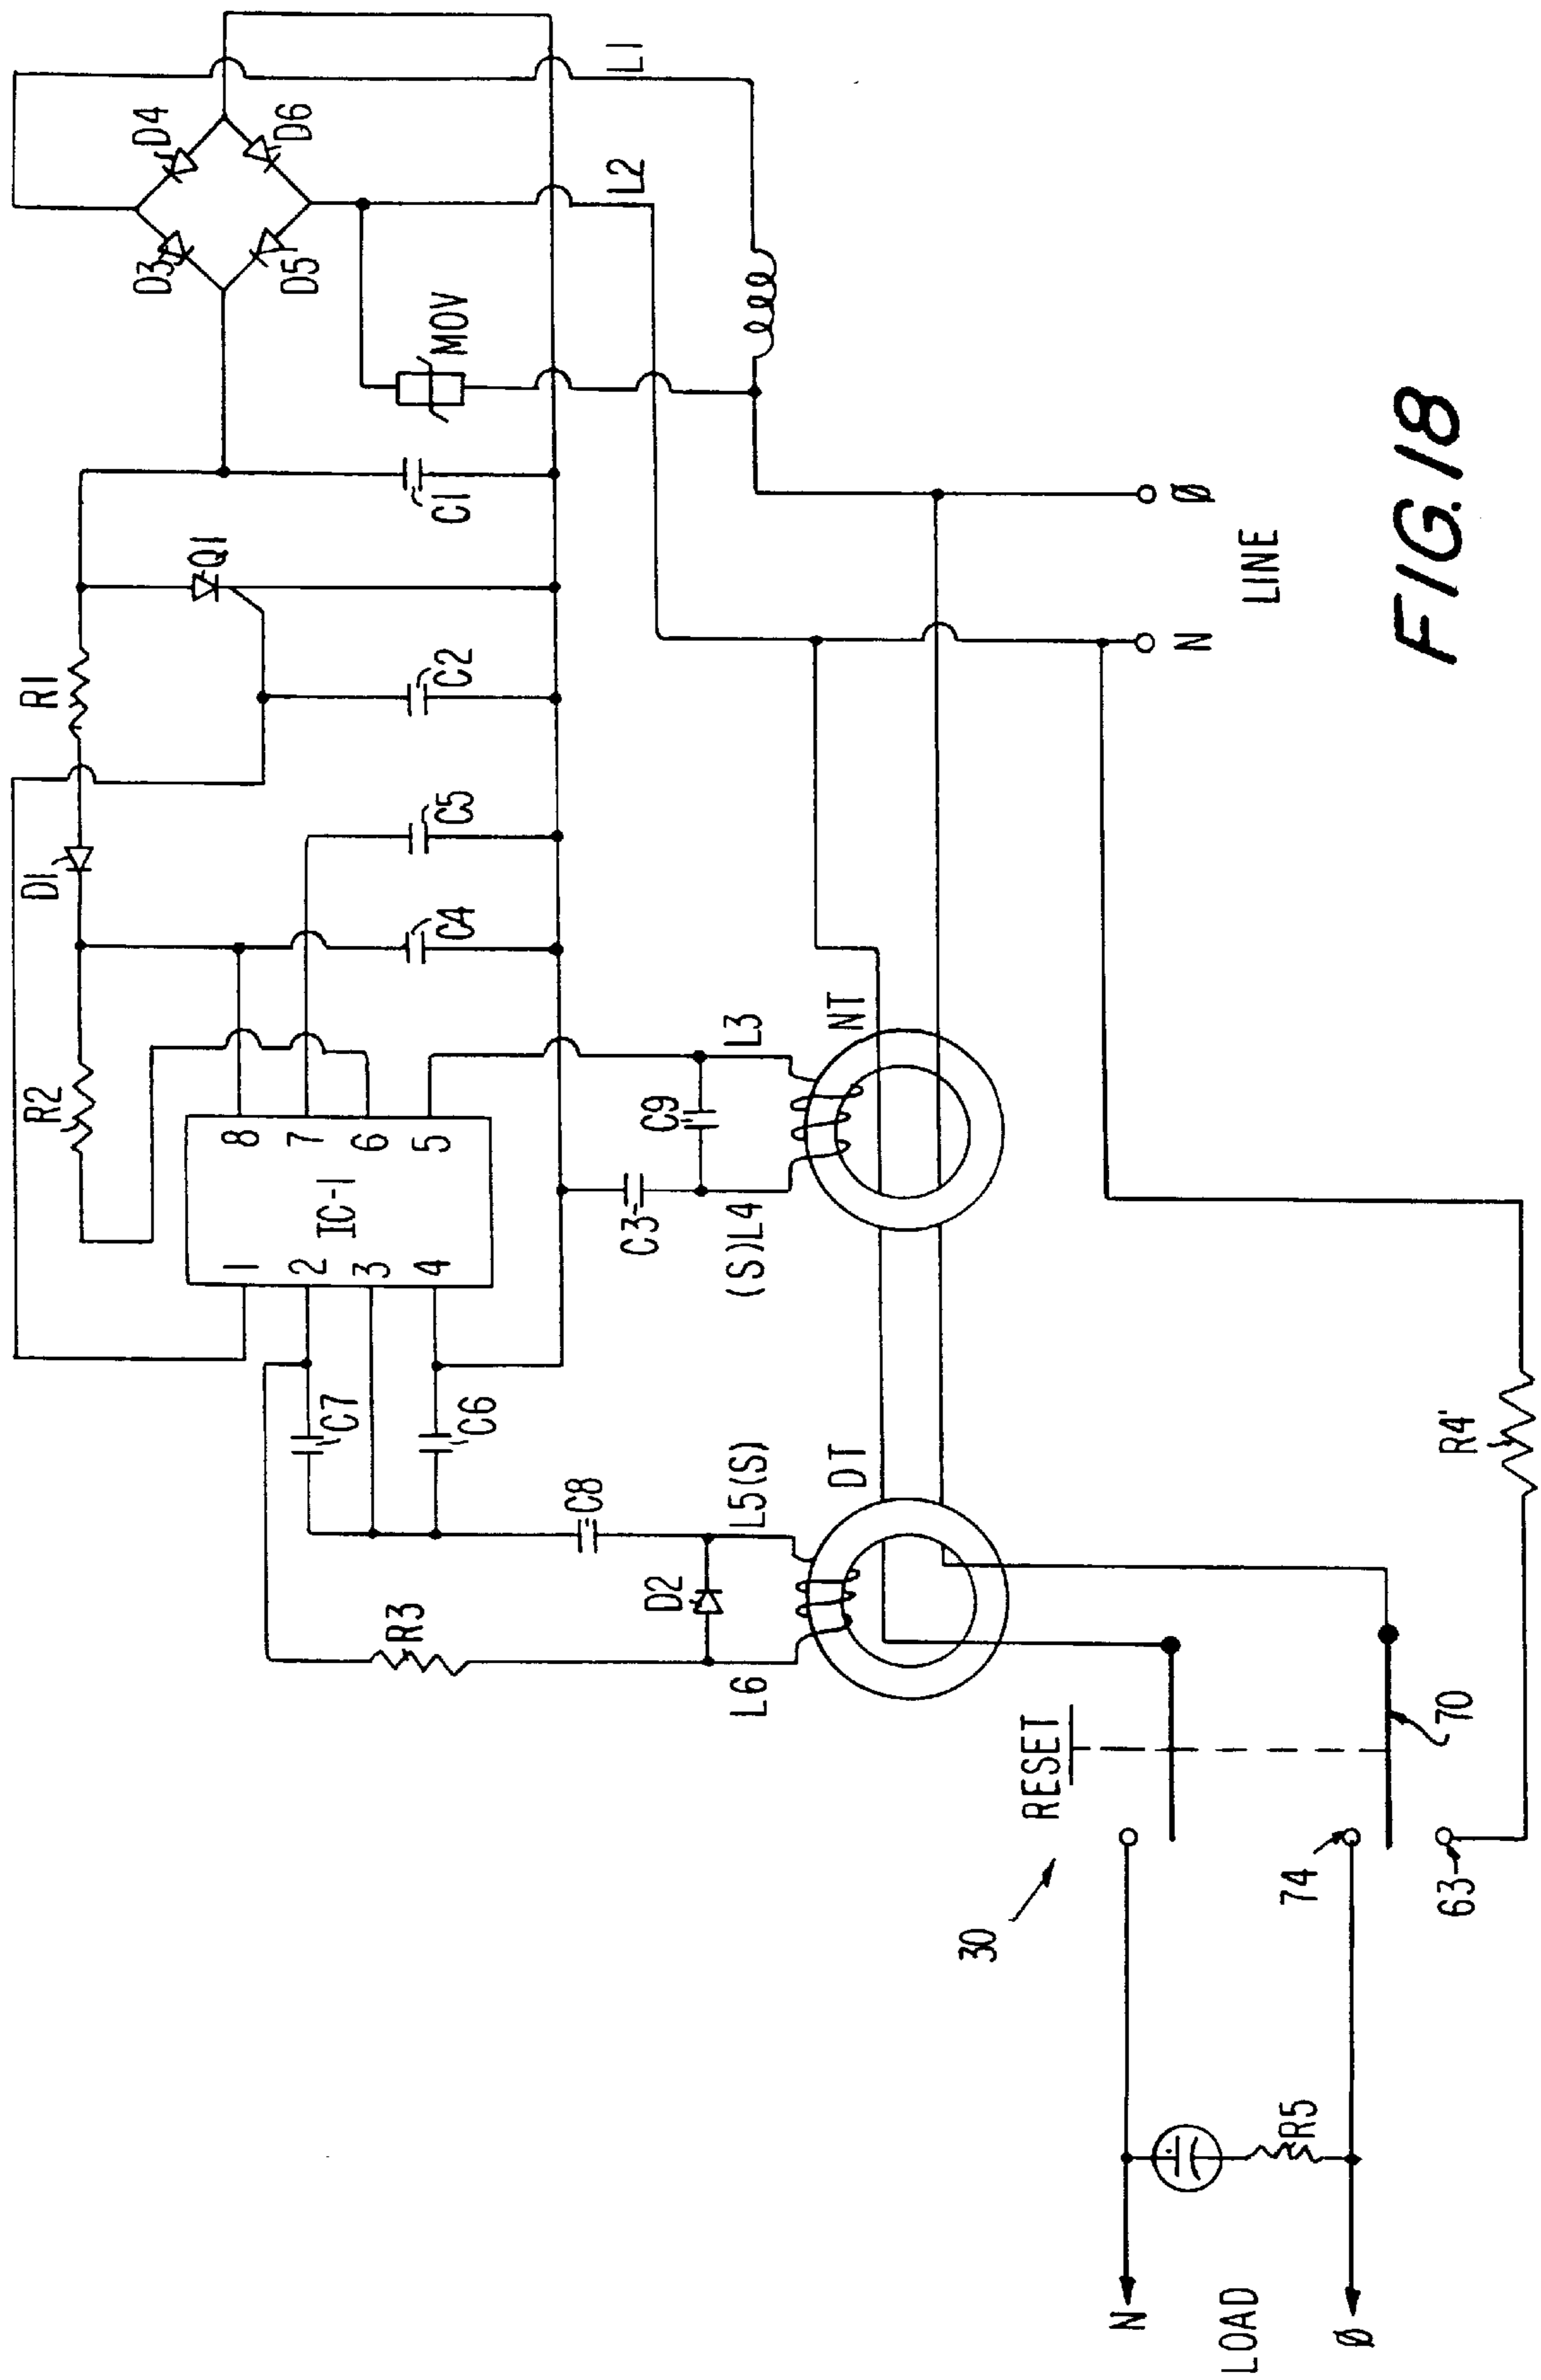 L1
D4
D6
L2
D3
D5
MOV
C1
Q1
R1
C2
C5
D1
C4
R2
8
7
6
5
IC-1
1
2
3
4
L3
NT
C9
C3
(S)L4
C7
C6
C8
L5(S)
DT
D2
R3
L6
Ø
LINE
N
R4'
RESET
70
30
74
63
R5
N
LOAD
Ø
FIG.18